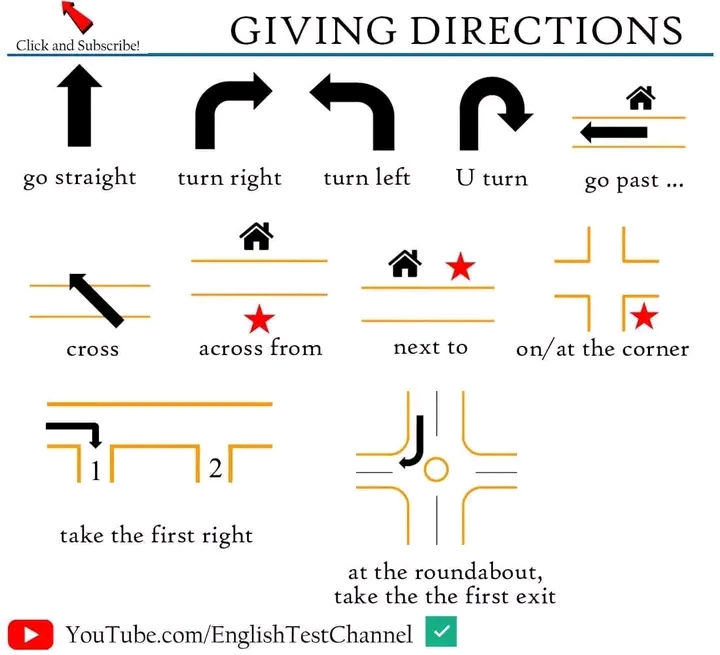 Click and Subscribe!
GIVING DIRECTIONS
go straight
turn right
turn left
U turn
go past ...
cross
across from
next to
on/at the corner
1
2
take the first right
at the roundabout,
take the the first exit
YouTube.com/EnglishTestChannel